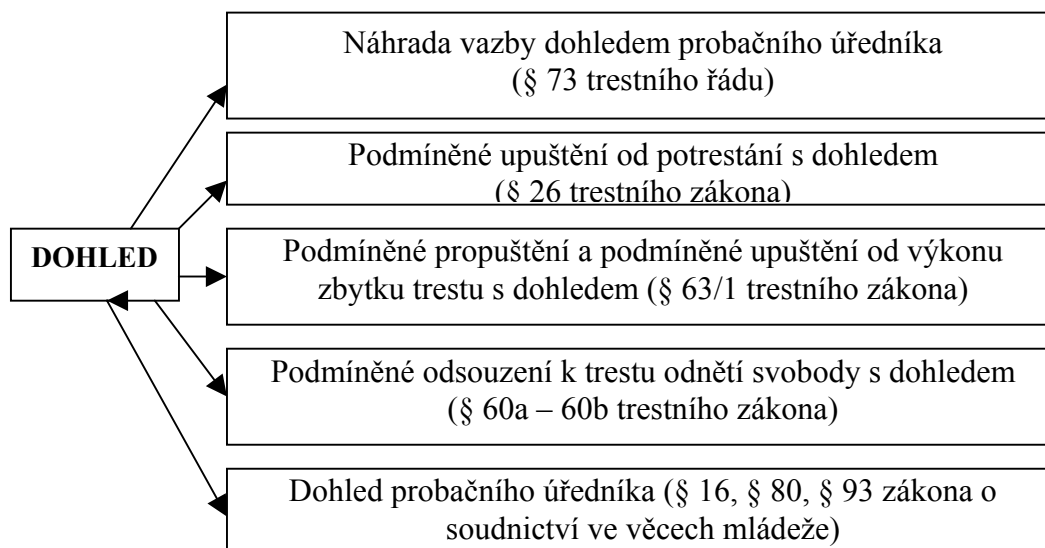 Náhrada vazby dohledem probačního úředníka
(§ 73 trestního řádu)
Podmíněné upuštění od potrestání s dohledem
(§ 26 trestního zákona)
DOHLED
Podmíněné propuštění a podmíněné upuštění od výkonu
zbytku trestu s dohledem (§ 63/1 trestního zákona)
Podmíněné odsouzení k trestu odnětí svobody s dohledem
(§ 60a – 60b trestního zákona)
Dohled probačního úředníka (§ 16, § 80, § 93 zákona o
soudnictví ve věcech mládeže)